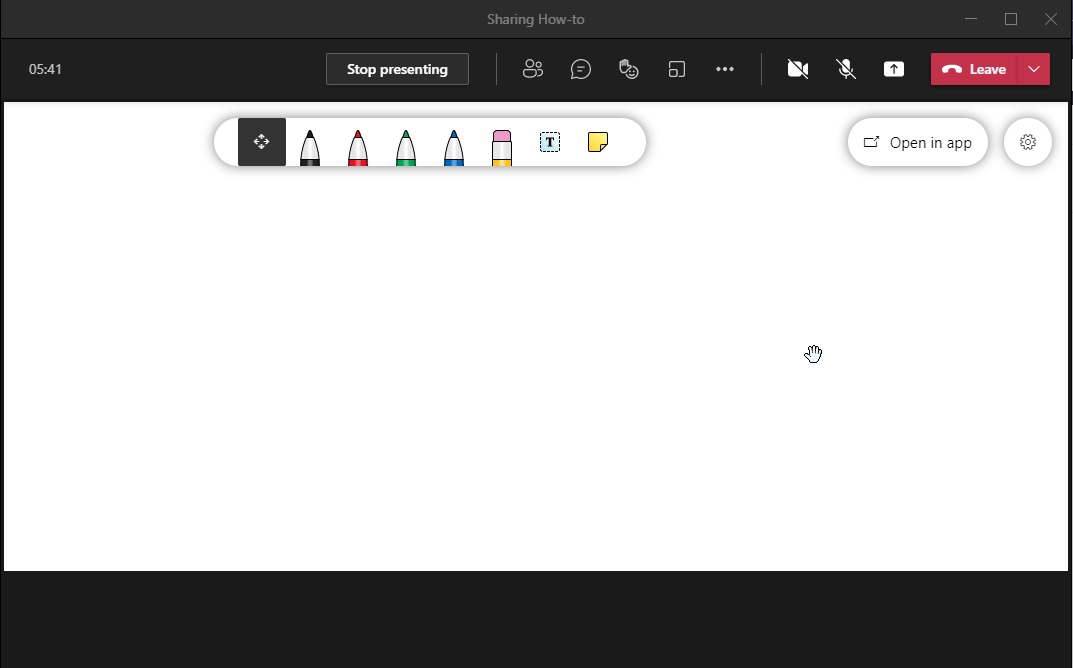 Sharing How-to
05:41
Stop presenting
Leave
T
Open in app